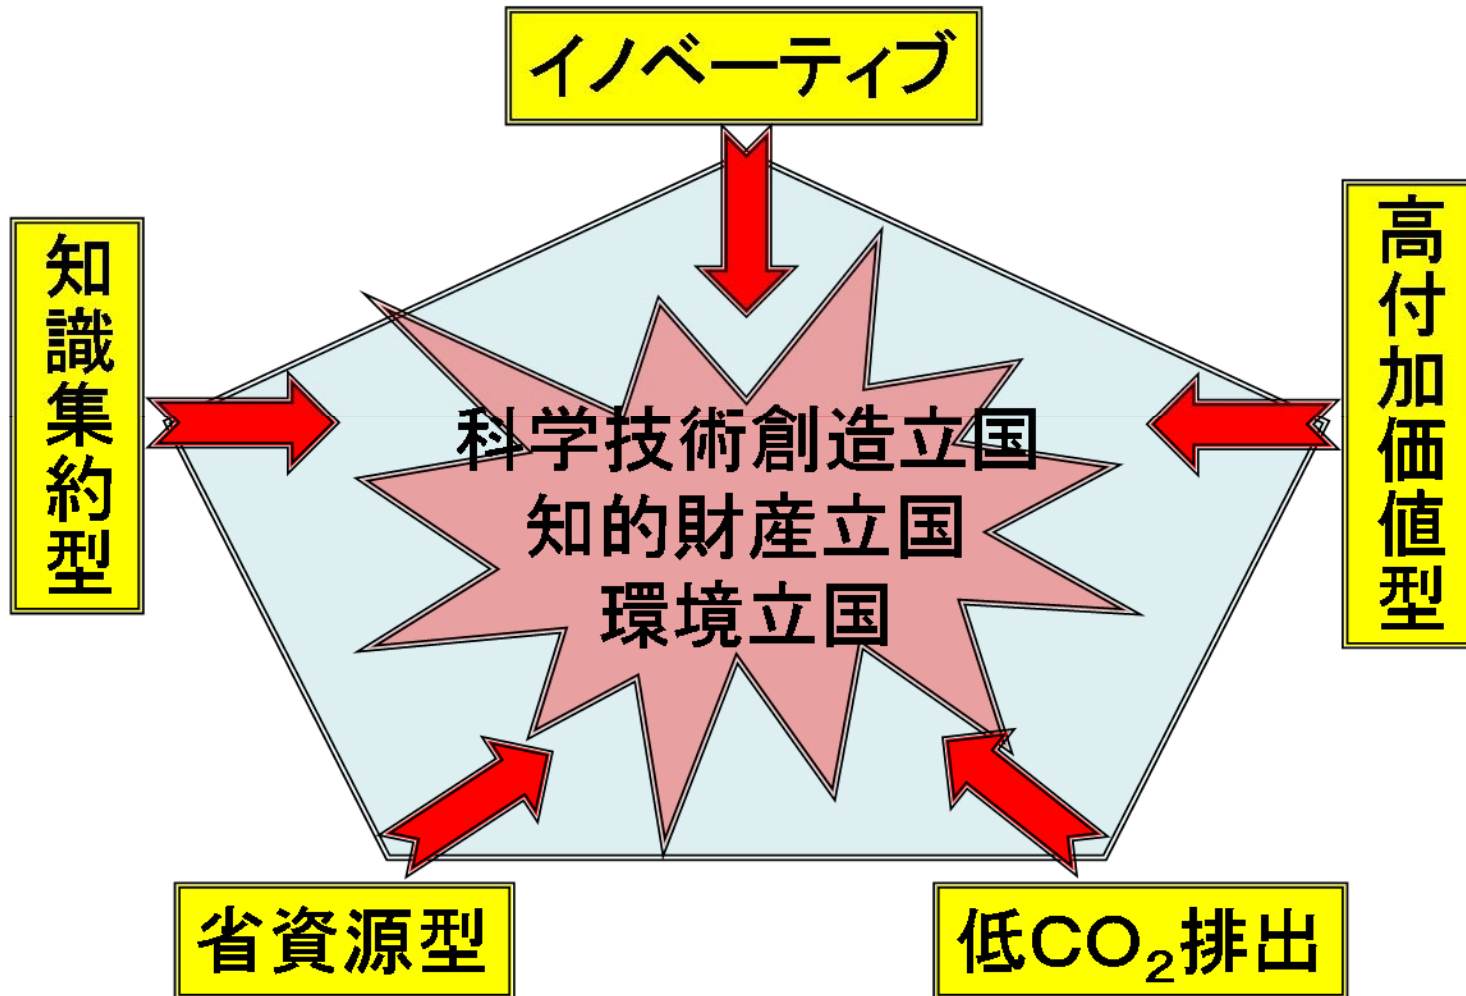 イノベーティブ
知識集約型
高付加価値型
科学技術創造立国
知的財産立国
環境立国
省資源型
低CO₂排出